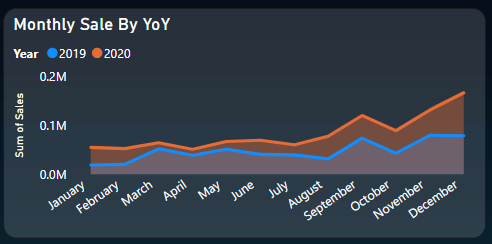 Monthly Sale By YoY
Year 2019 2020
0.2M
0.1M
0.0M
Sum of Sales
January February March April May June July August September October November December